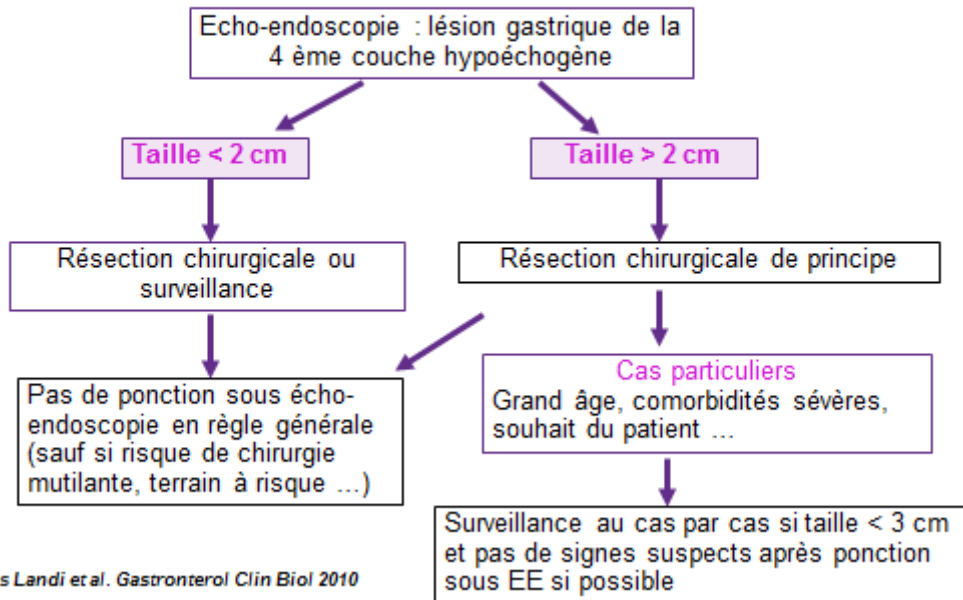 Echo-endoscopie : lésion gastrique de la
4 ème couche hypoéchogène
Taille < 2 cm
Taille > 2 cm
Résection chirurgicale ou
surveillance
Résection chirurgicale de principe
Pas de ponction sous écho-
endoscopie en règle générale
(sauf si risque de chirurgie
mutilante, terrain à risque ...)
Cas particuliers
Grand âge, comorbidités sévères,
souhait du patient ...
Surveillance au cas par cas si taille < 3 cm
et pas de signes suspects après ponction
sous EE si possible
s Landi et al. Gastronterol Clin Biol 2010